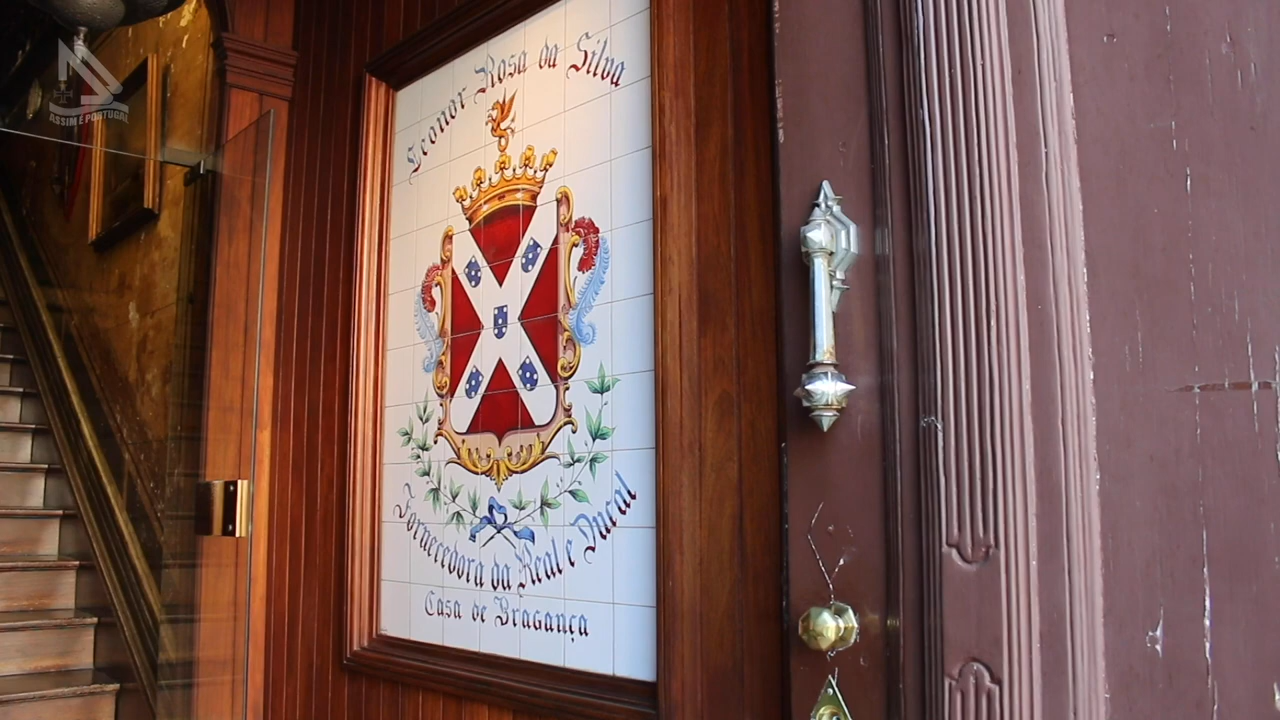 ASSIM É PORTUGAL
Leonor Rosa da Silva
Fornecedora da Real e Ducal
Casa de Bragança